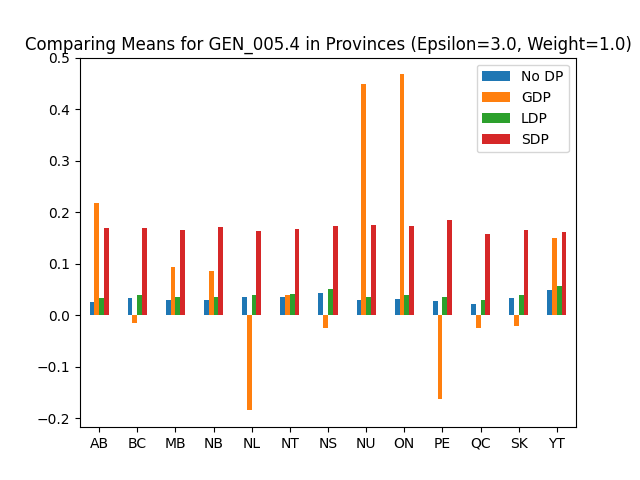 Comparing Means for GEN_005.4 in Provinces (Epsilon=3.0, Weight=1.0)
0.5
0.4
0.3
0.2
0.1
0.0
−0.1
−0.2
No DP
GDP
LDP
SDP
AB BC MB NB NL NT NS NU ON PE QC SK YT